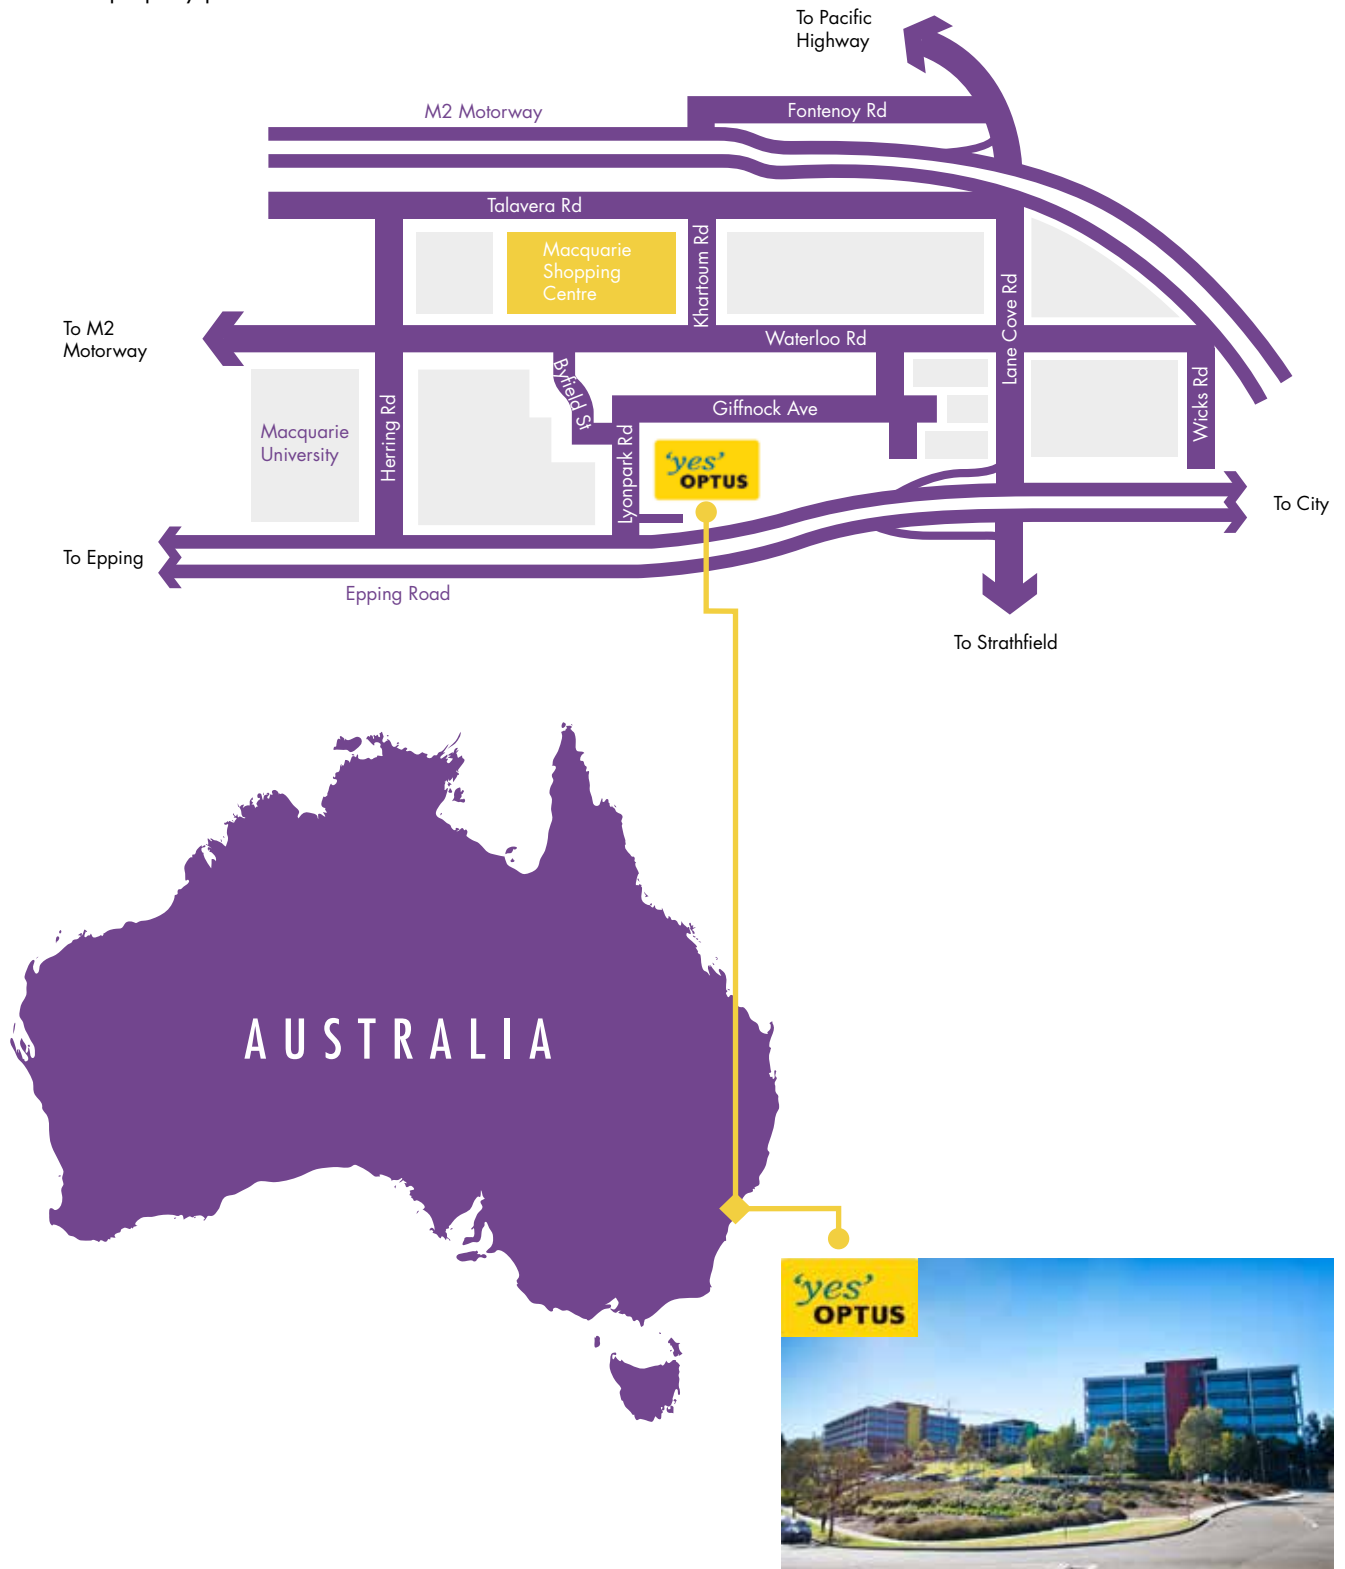 To Pacific
Highway
M2 Motorway
Fontenoy Rd
Talavera Rd
Macquarie
Shopping
Centre
Khartoum Rd
Lane Cove Rd
To M2
Motorway
Waterloo Rd
Byfield St
Herring Rd
Giffnock Ave
Wicks Rd
Macquarie
University
Lyonpark Rd
'yes'
OPTUS
To City
To Epping
Epping Road
To Strathfield
AUSTRALIA
'yes'
OPTUS